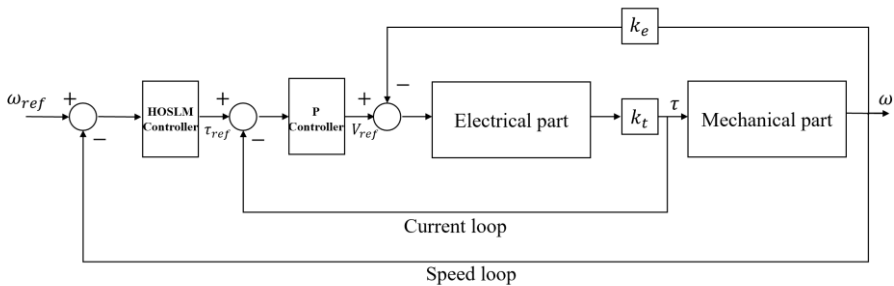 k_e
−
ω_ref
+
−
HOSLM
Controller
τ_ref
+
−
P
Controller
V_ref
+
Electrical part
k_t
τ
Mechanical part
ω
Current loop
Speed loop